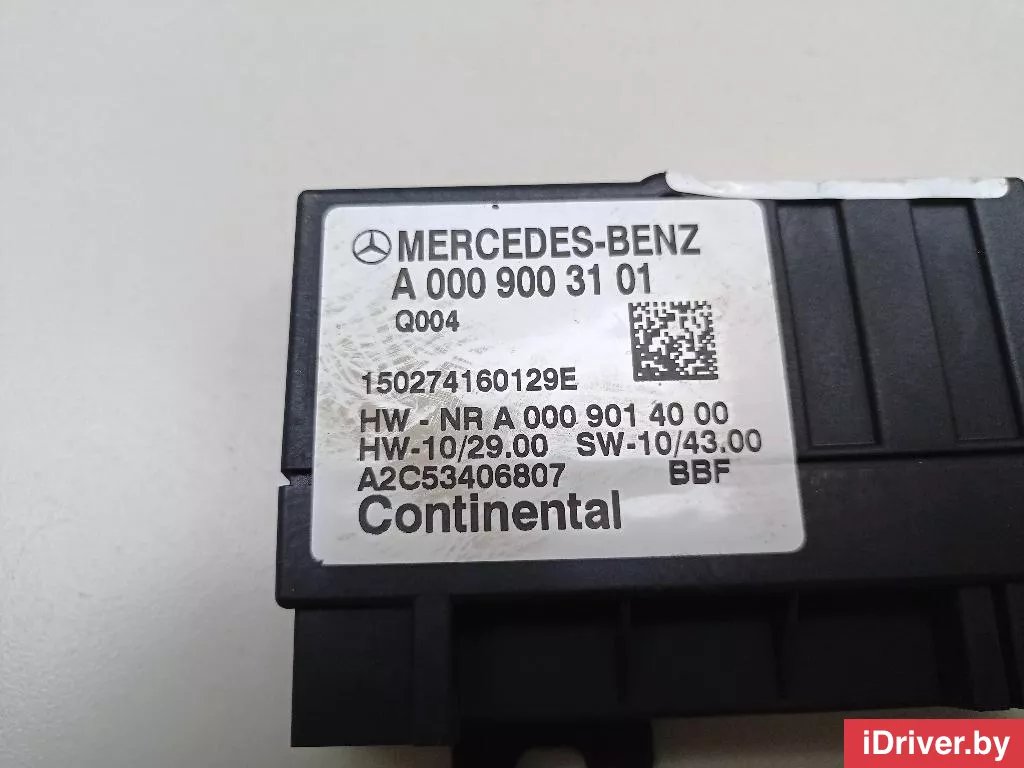 MERCEDES-BENZ
A 000 900 31 01
Q004
150274160129E
HW - NR A 000 901 40 00
HW-10/29.00 SW-10/43.00
A2C53406807 BBF
Continental
iDriver.by